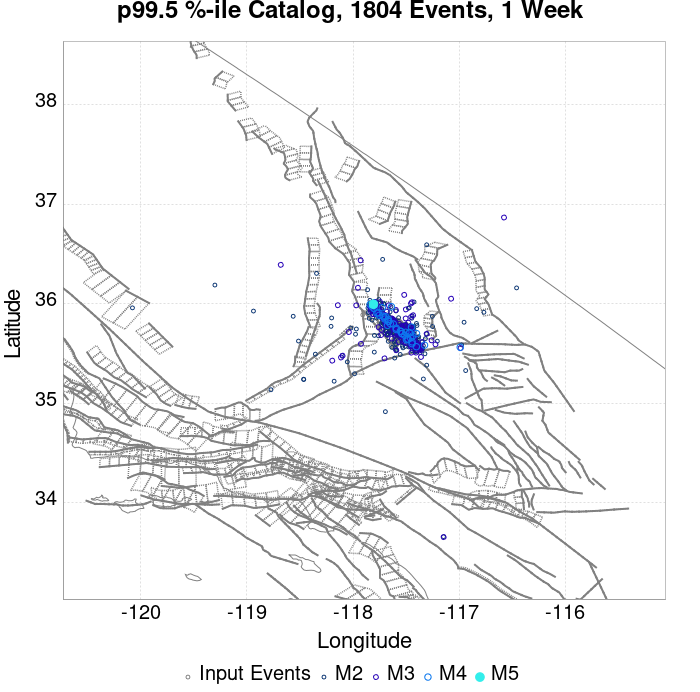 p99.5 %-ile Catalog, 1804 Events, 1 Week
38
37
36
35
34
Latitude
-120 -119 -118 -117 -116
Longitude
Input Events M2 M3 M4 M5